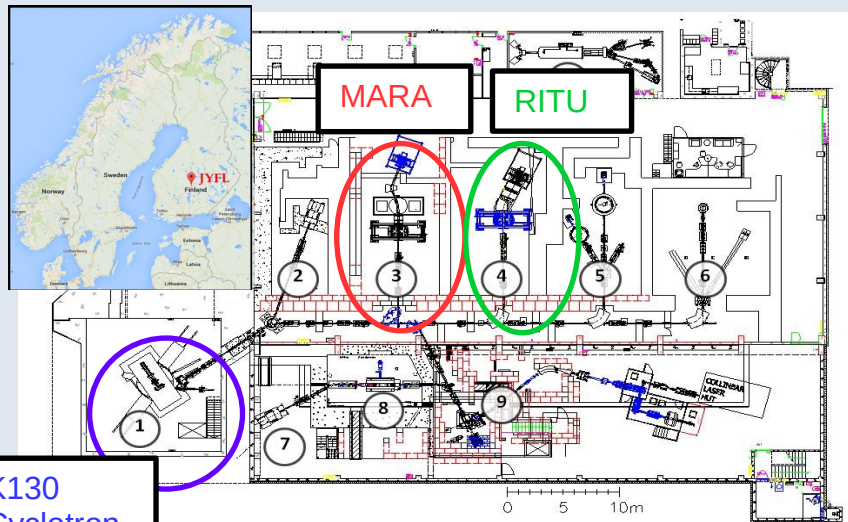 MARA
RITU
JYFL
Sweden
Finland
Norway
Estonia
Latvia
Lithuania
Denmark
2
3
4
5
6
1
7
8
9
COLLINEAR
LASER
HUT
K130
Cyclotron
0 5 10m